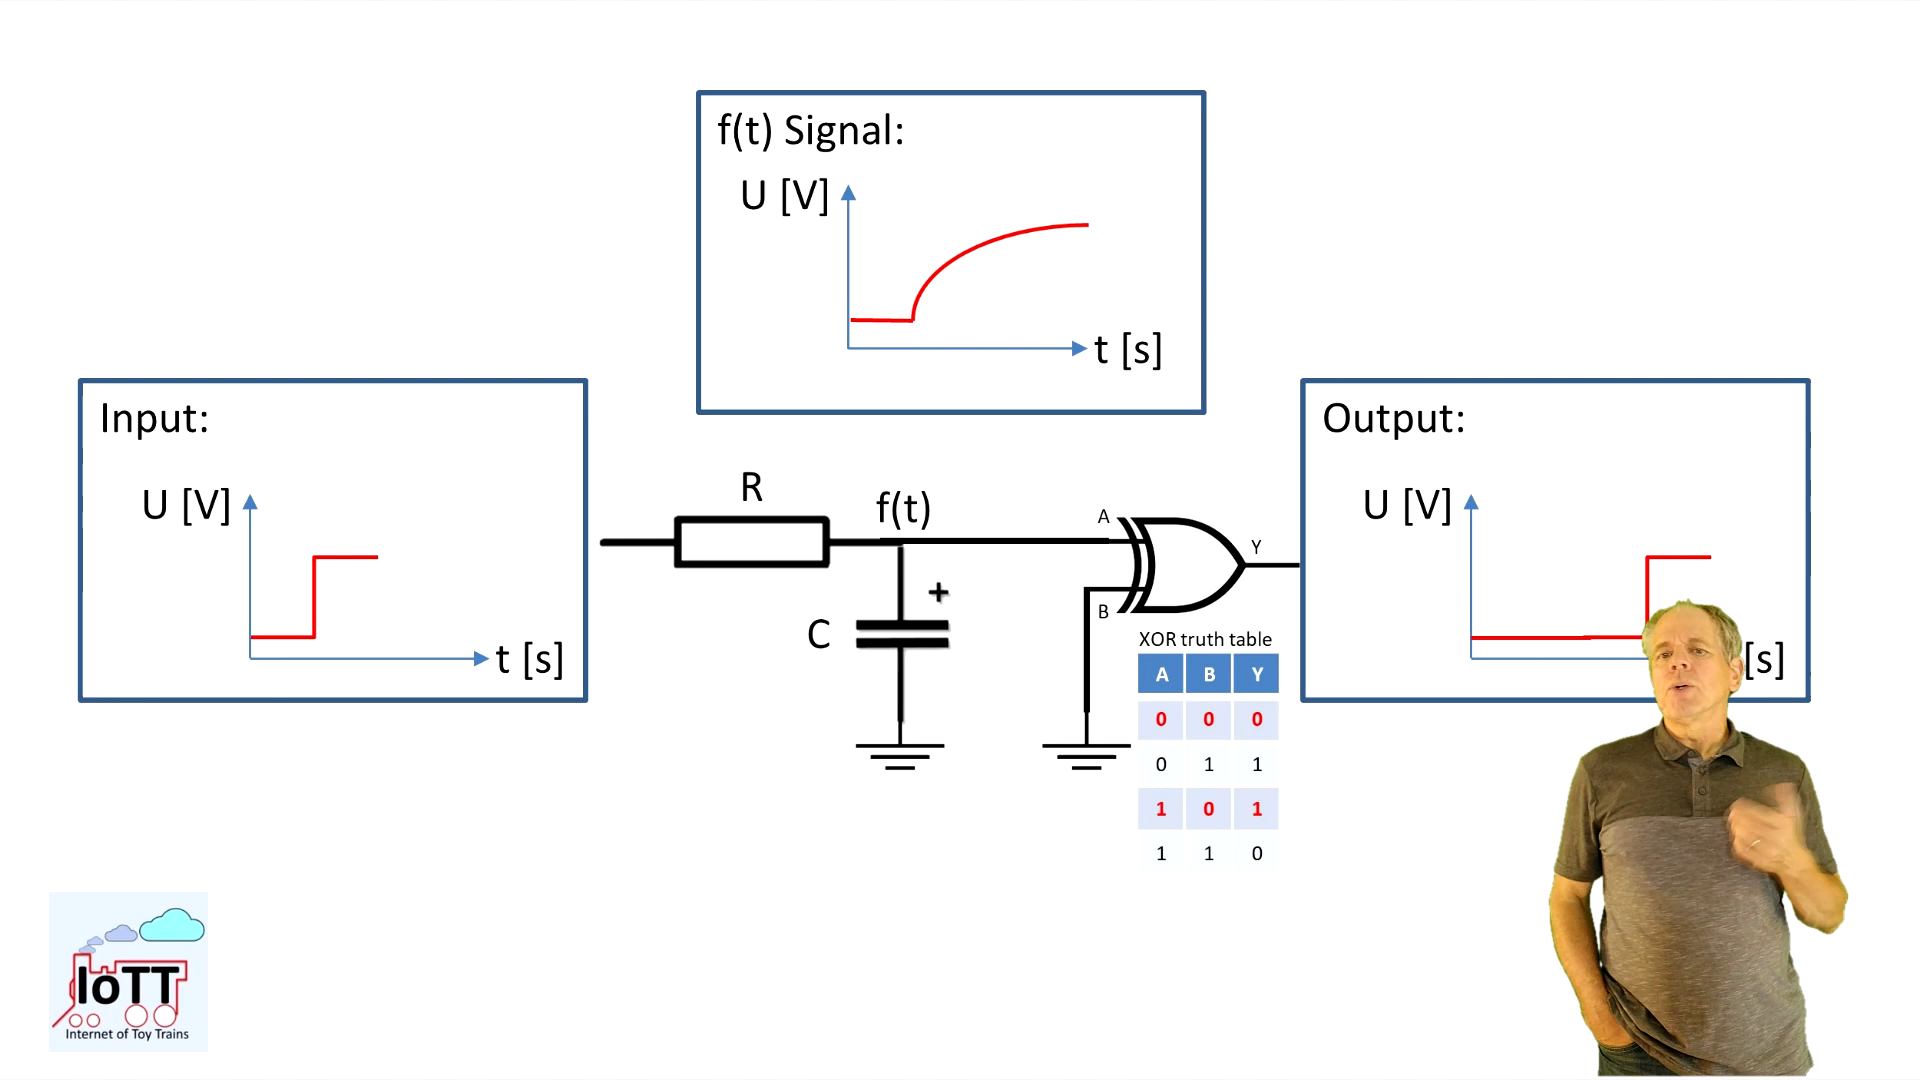 f(t) Signal:
U [V]
t [s]
Input:
U [V]
t [s]
R
f(t)
+
C
A
B
Y
XOR truth table
A B Y
0 0 0
0 1 1
1 0 1
1 1 0
Output:
U [V]
[s]
IoTT
Internet of Toy Trains